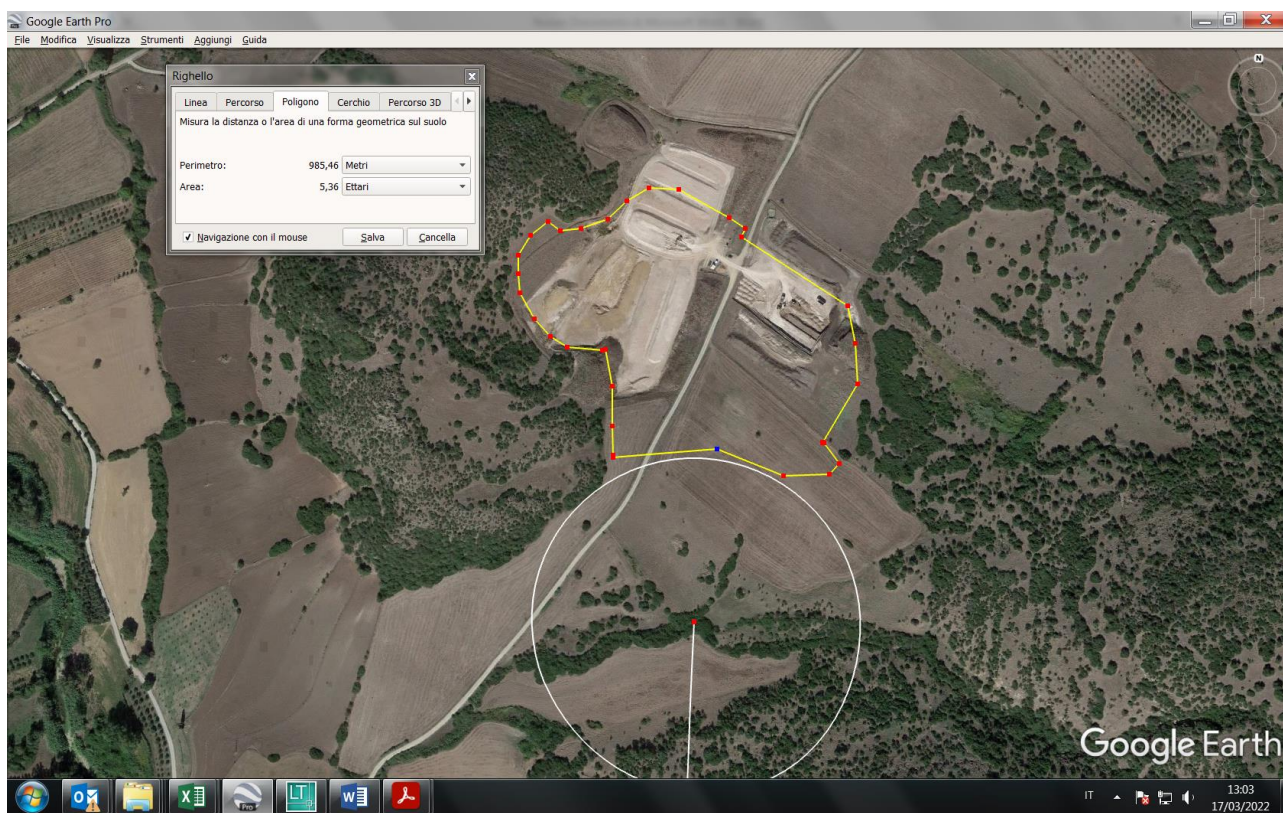 Google Earth Pro
File Modifica Visualizza Strumenti Aggiungi Guida
Righello
Linea Percorso Poligono Cerchio Percorso 3D
Misura la distanza o l'area di una forma geometrica sul suolo
Perimetro: 985,46 Metri
Area: 5,36 Ettari
Navigazione con il mouse Salva Cancella
N
Google Earth
Pro
LT
IT
13:03
17/03/2022